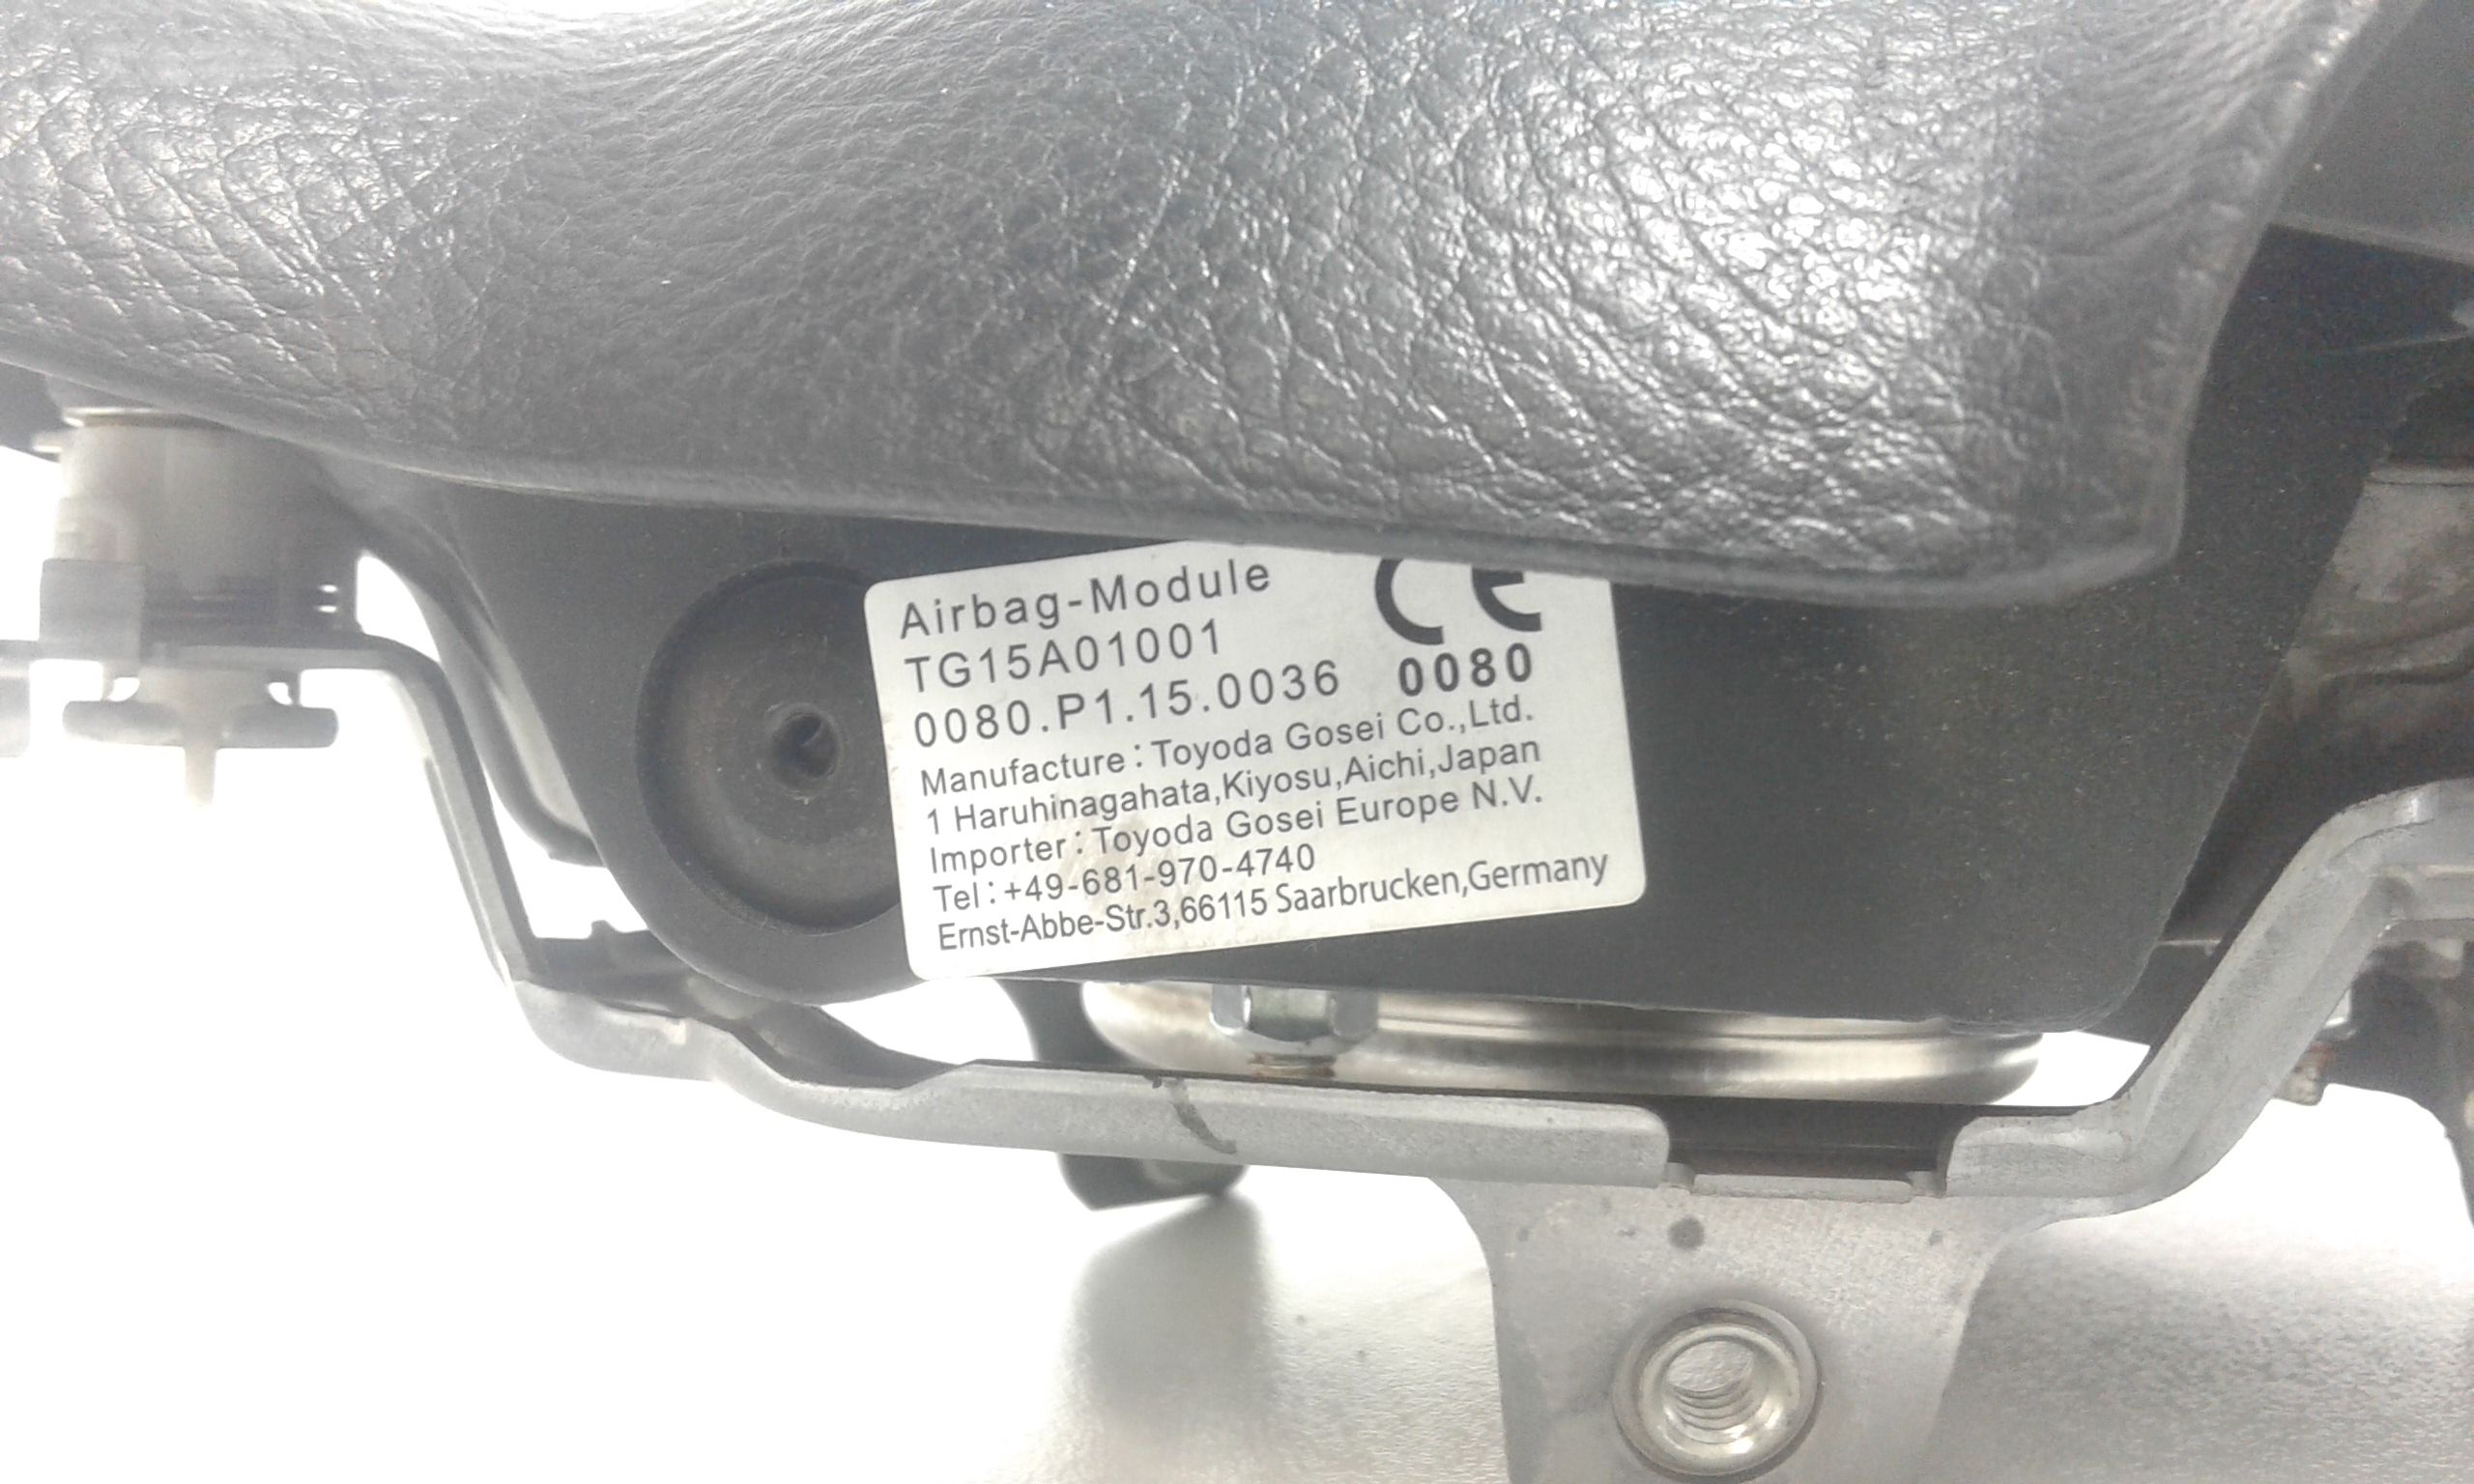 Airbag-Module CE
TG15A01001
0080.P1.15.0036 0080
Manufacture : Toyoda Gosei Co.,Ltd.
1 Haruhinagahata,Kiyosu,Aichi,Japan
Importer : Toyoda Gosei Europe N.V.
Tel : +49-681-970-4740
Ernst-Abbe-Str.3,66115 Saarbrucken,Germany